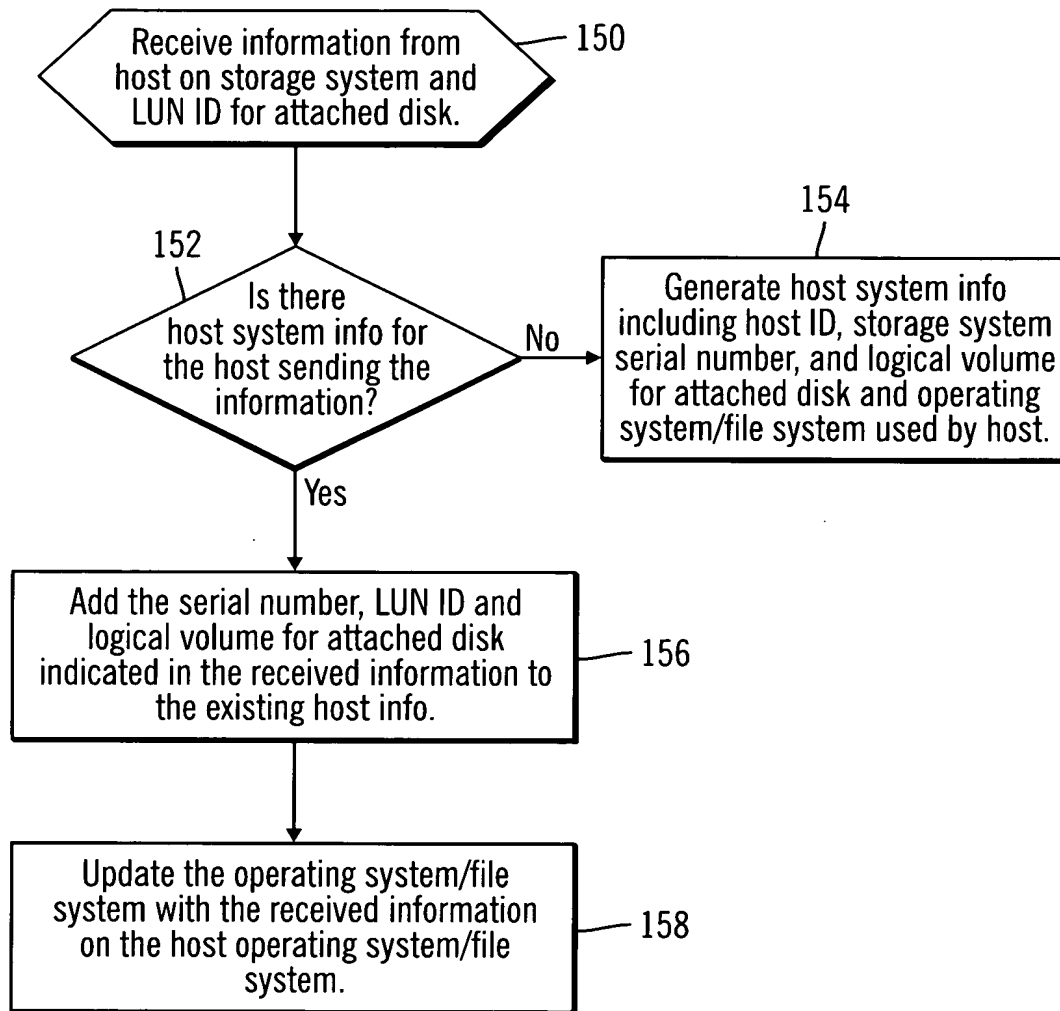 Receive information from
host on storage system and
LUN ID for attached disk.
150
152
Is there
host system info for
the host sending the
information?
No
154
Generate host system info
including host ID, storage system
serial number, and logical volume
for attached disk and operating
system/file system used by host.
Yes
Add the serial number, LUN ID and
logical volume for attached disk
indicated in the received information to
the existing host info.
156
Update the operating system/file
system with the received information
on the host operating system/file
system.
158